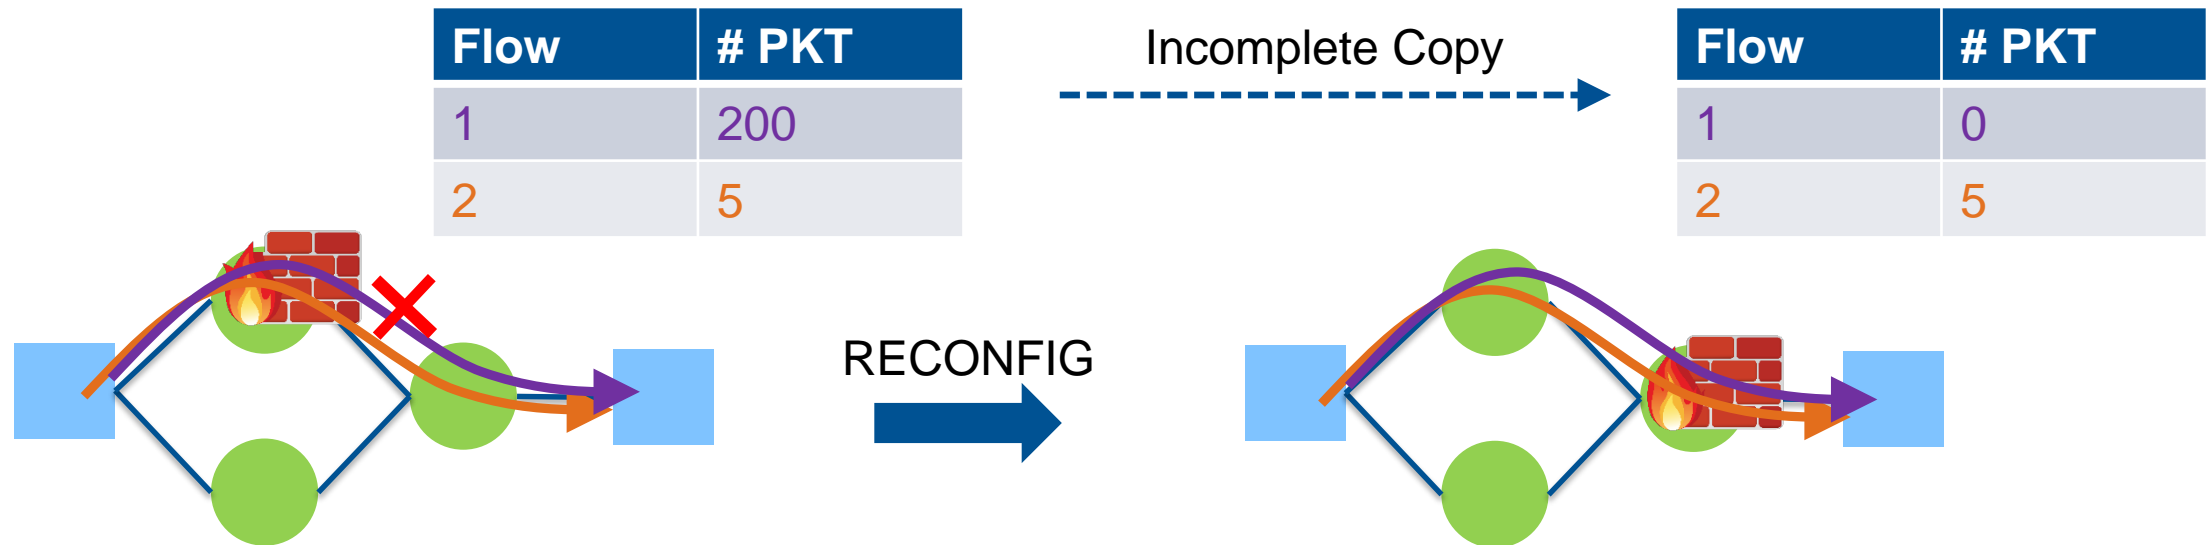 Flow # PKT
1 200
2 5
Incomplete Copy
Flow # PKT
1 0
2 5
RECONFIG